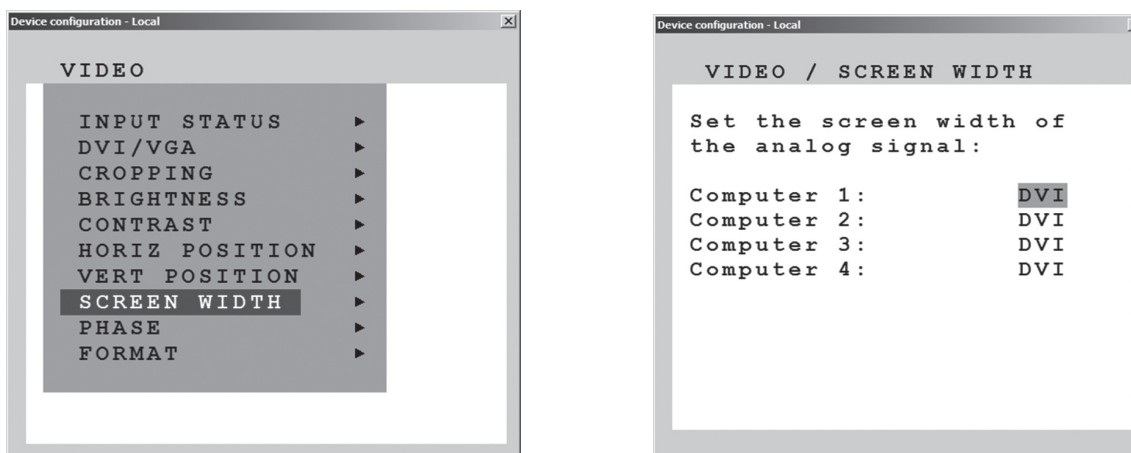 Device configuration - Local
VIDEO
INPUT STATUS
DVI/VGA
CROPPING
BRIGHTNESS
CONTRAST
HORIZ POSITION
VERT POSITION
SCREEN WIDTH
PHASE
FORMAT
Device configuration - Local
VIDEO / SCREEN WIDTH
Set the screen width of
the analog signal:
Computer 1: DVI
Computer 2: DVI
Computer 3: DVI
Computer 4: DVI